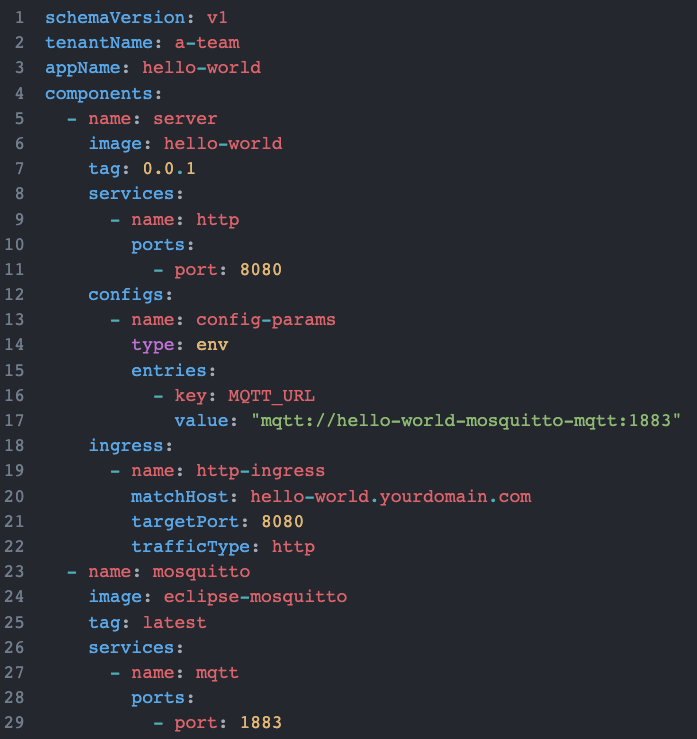 1 schemaVersion: v1
2 tenantName: a-team
3 appName: hello-world
4 components:
5   - name: server
6     image: hello-world
7     tag: 0.0.1
8     services:
9       - name: http
10         ports:
11           - port: 8080
12     configs:
13       - name: config-params
14         type: env
15         entries:
16           - key: MQTT_URL
17             value: "mqtt://hello-world-mosquitto-mqtt:1883"
18     ingress:
19       - name: http-ingress
20         matchHost: hello-world.yourdomain.com
21         targetPort: 8080
22         trafficType: http
23   - name: mosquitto
24     image: eclipse-mosquitto
25     tag: latest
26     services:
27       - name: mqtt
28         ports:
29           - port: 1883